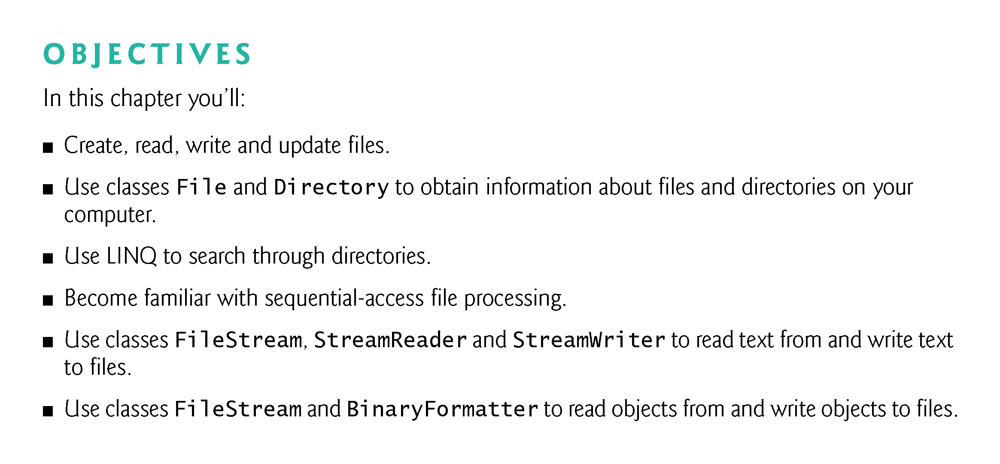 OBJECTIVES
In this chapter you’ll:
■ Create, read, write and update files.
■ Use classes File and Directory to obtain information about files and directories on your
computer.
■ Use LINQ to search through directories.
■ Become familiar with sequential-access file processing.
■ Use classes FileStream, StreamReader and StreamWriter to read text from and write text
to files.
■ Use classes FileStream and BinaryFormatter to read objects from and write objects to files.